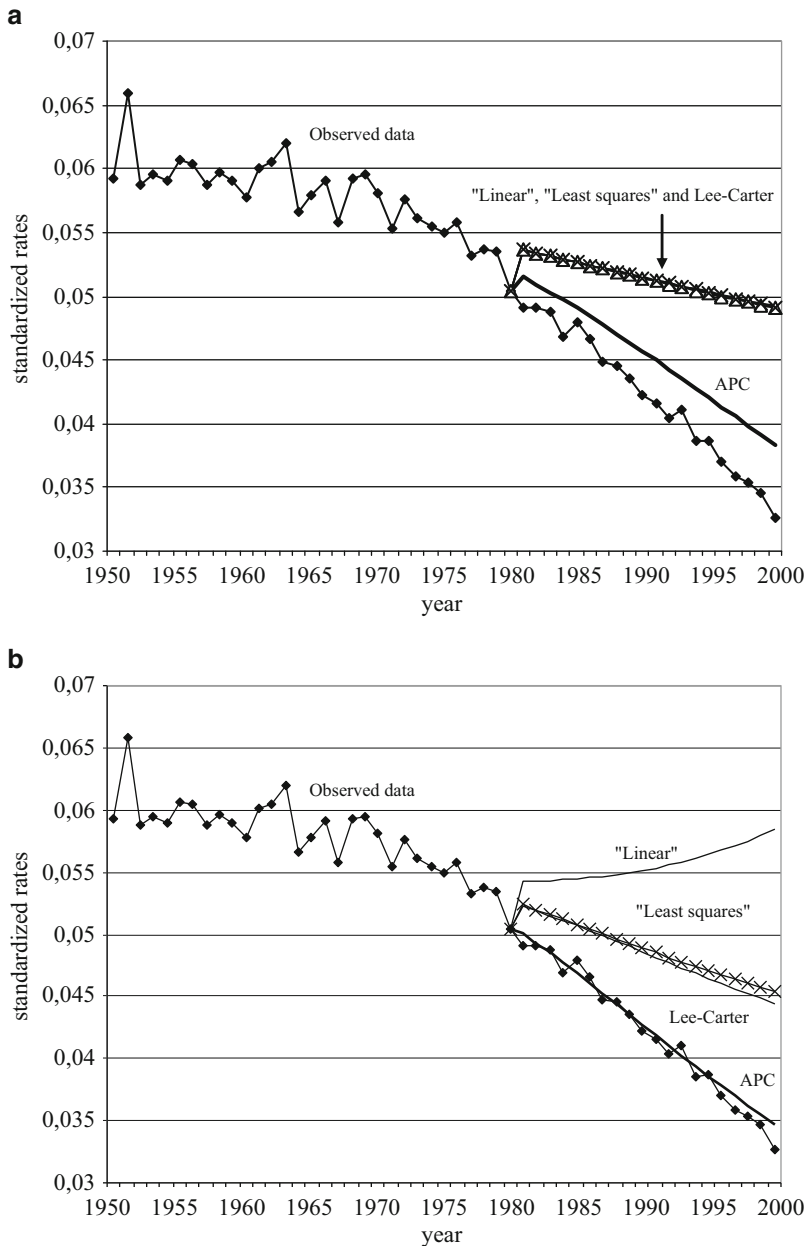 a
0,07
0,065
0,06
0,055
0,05
0,045
0,04
0,035
0,03
standardized rates
Observed data
"Linear", "Least squares" and Lee-Carter
APC
1950 1955 1960 1965 1970 1975 1980 1985 1990 1995 2000
year
b
0,07
0,065
0,06
0,055
0,05
0,045
0,04
0,035
0,03
standardized rates
Observed data
"Linear"
"Least squares"
Lee-Carter
APC
1950 1955 1960 1965 1970 1975 1980 1985 1990 1995 2000
year